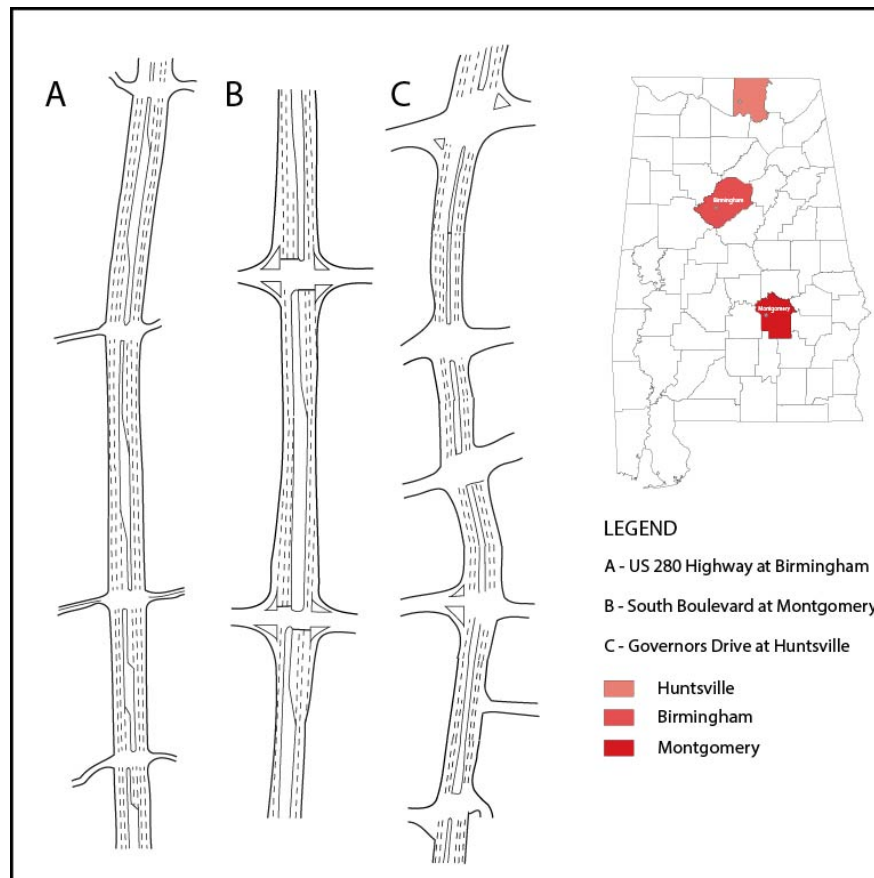 A
B
C
Birmingham
Montgomery
LEGEND
A - US 280 Highway at Birmingham
B - South Boulevard at Montgomery
C - Governors Drive at Huntsville
Huntsville
Birmingham
Montgomery